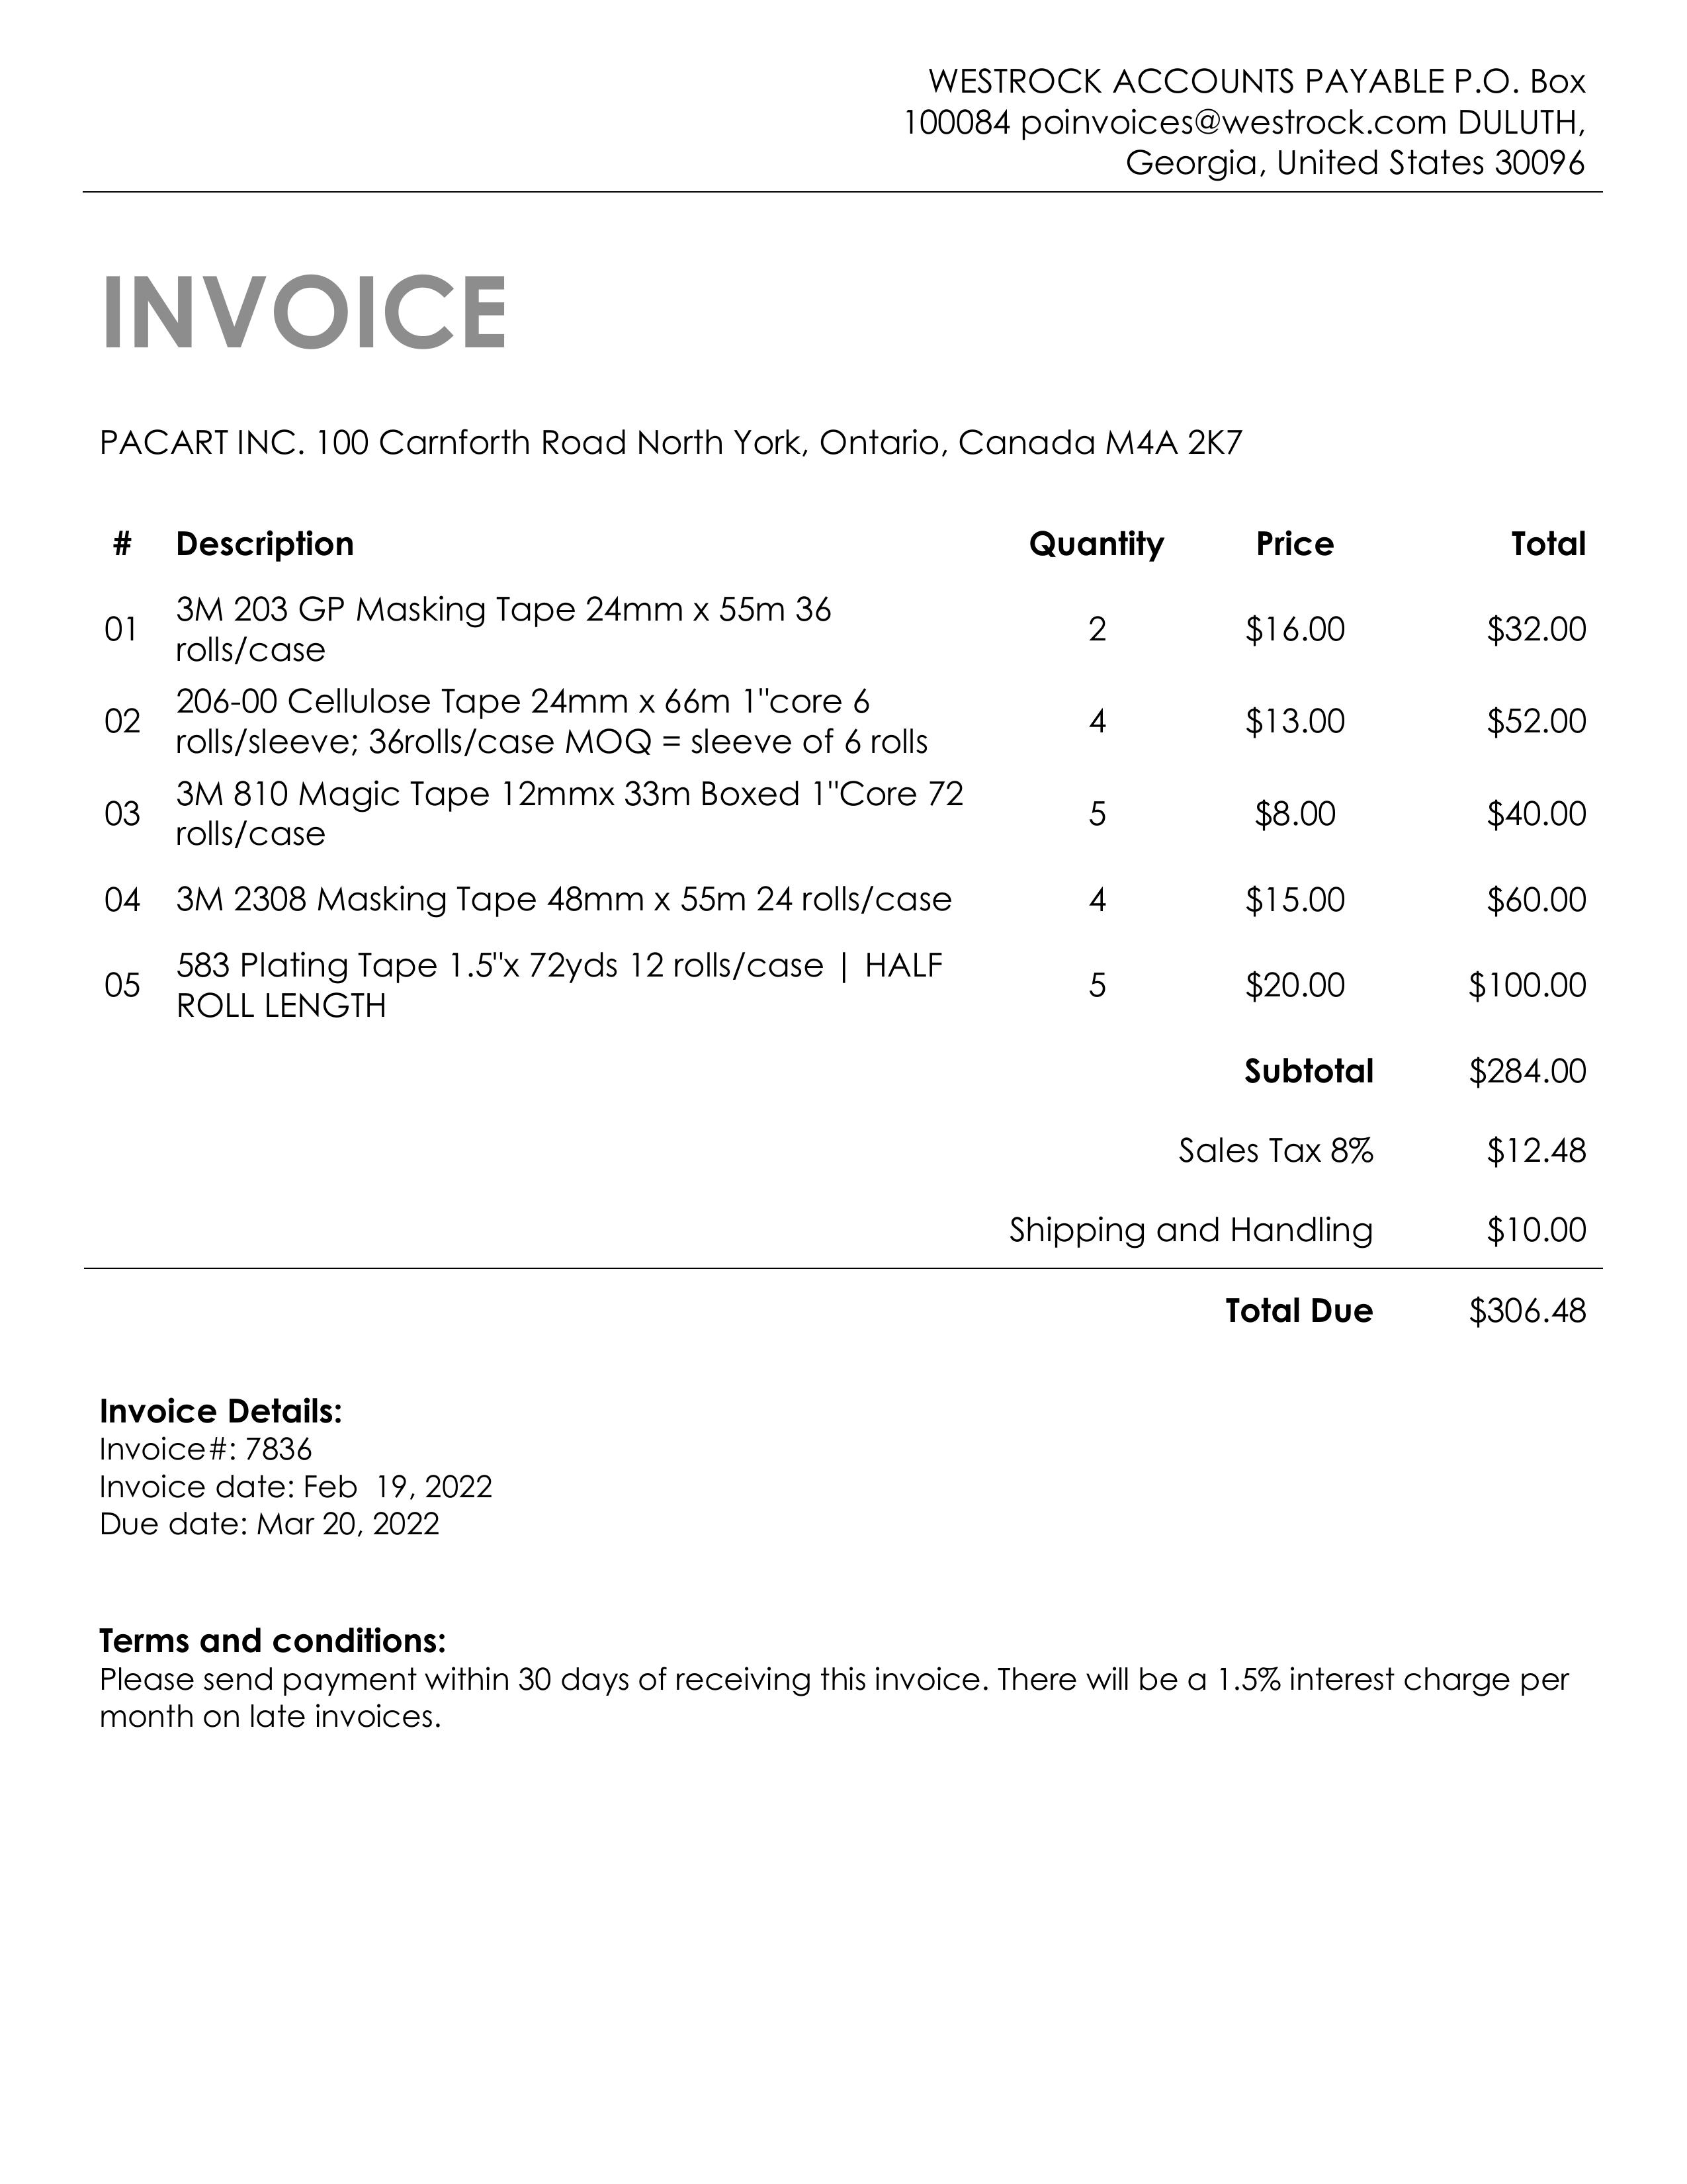 WESTROCK ACCOUNTS PAYABLE P.O. Box
100084 poinvoices@westrock.com DULUTH,
Georgia, United States 30096
INVOICE
PACART INC. 100 Carnforth Road North York, Ontario, Canada M4A 2K7
# Description Quantity Price Total
01 3M 203 GP Masking Tape 24mm x 55m 36
rolls/case 2 $16.00 $32.00
02 206-00 Cellulose Tape 24mm x 66m 1"core 6
rolls/sleeve; 36rolls/case MOQ = sleeve of 6 rolls 4 $13.00 $52.00
03 3M 810 Magic Tape 12mmx 33m Boxed 1"Core 72
rolls/case 5 $8.00 $40.00
04 3M 2308 Masking Tape 48mm x 55m 24 rolls/case 4 $15.00 $60.00
05 583 Plating Tape 1.5"x 72yds 12 rolls/case | HALF
ROLL LENGTH 5 $20.00 $100.00
Subtotal $284.00
Sales Tax 8% $12.48
Shipping and Handling $10.00
Total Due $306.48
Invoice Details:
Invoice#: 7836
Invoice date: Feb  19, 2022
Due date: Mar 20, 2022
Terms and conditions:
Please send payment within 30 days of receiving this invoice. There will be a 1.5% interest charge per
month on late invoices.